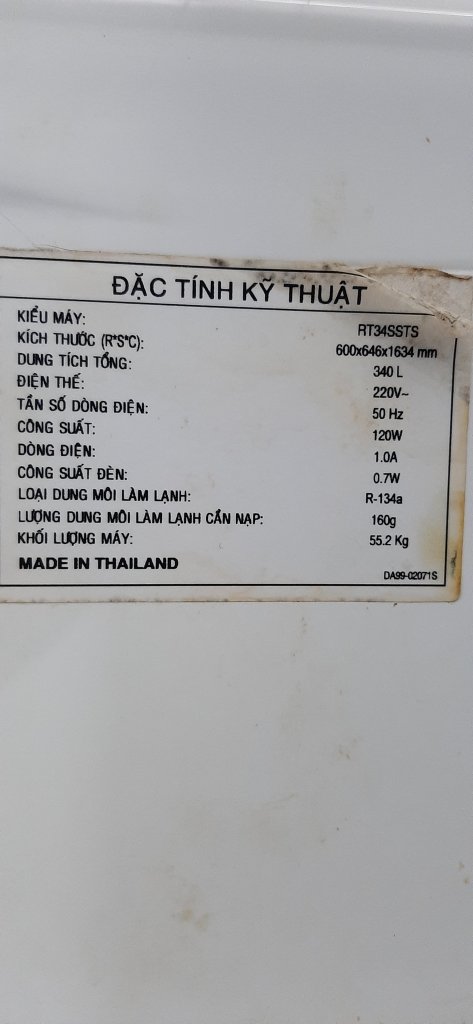 ĐẶC TÍNH KỸ THUẬT
KIỂU MÁY: RT34SSTS
KÍCH THƯỚC (R*S*C): 600x646x1634 mm
DUNG TÍCH TỔNG: 340 L
ĐIỆN THẾ: 220V~
TẦN SỐ DÒNG ĐIỆN: 50 Hz
CÔNG SUẤT: 120W
DÒNG ĐIỆN: 1.0A
CÔNG SUẤT ĐÈN: 0.7W
LOẠI DUNG MÔI LÀM LẠNH: R-134a
LƯỢNG DUNG MÔI LÀM LẠNH CẦN NẠP: 160g
KHỐI LƯỢNG MÁY: 55.2 Kg
MADE IN THAILAND DA99-02071S